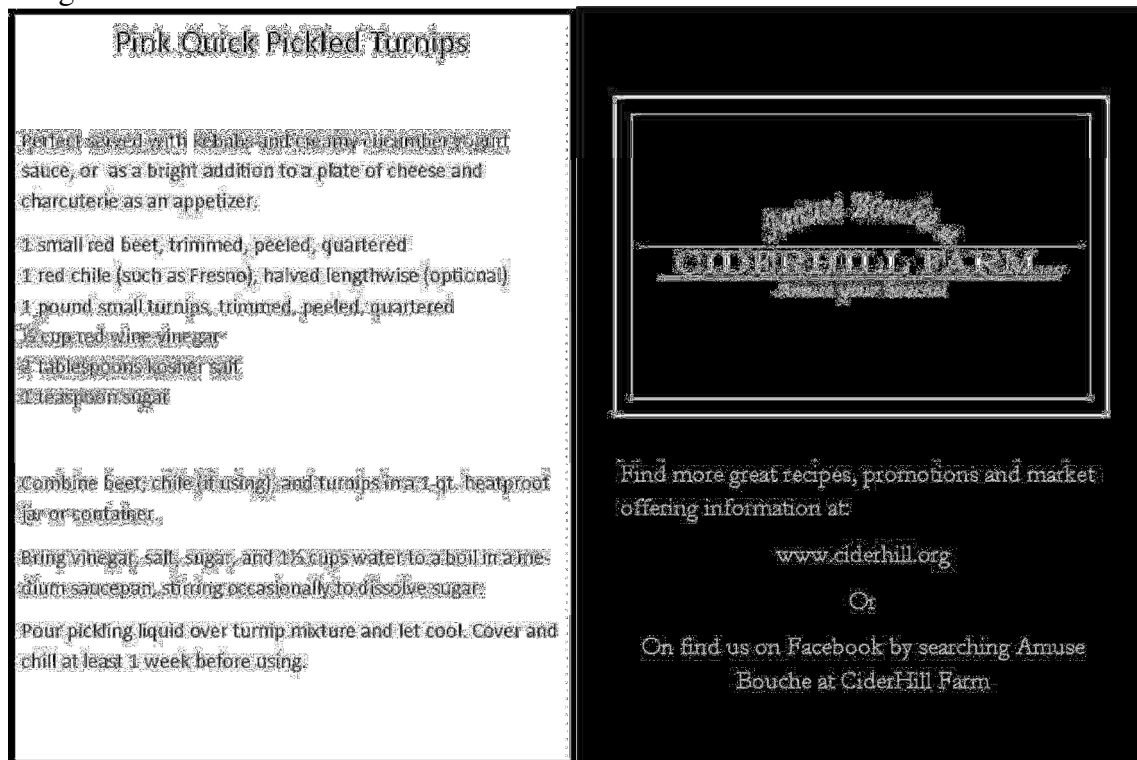 Pink Quick Pickled Turnips
Perfect served with kebabs and creamy cucumber yogurt
sauce, or as a bright addition to a plate of cheese and
charcuterie as an appetizer.
1 small red beet, trimmed, peeled, quartered
1 red chile (such as Fresno), halved lengthwise (optional)
1 pound small turnips, trimmed, peeled, quartered
½ cup red wine vinegar
2 tablespoons kosher salt
1 teaspoon sugar
Combine beet, chile (if using), and turnips in a 1-qt. heatproof
jar or container.
Bring vinegar, salt, sugar, and 1½ cups water to a boil in a me-
dium saucepan, stirring occasionally to dissolve sugar.
Pour pickling liquid over turnip mixture and let cool. Cover and
chill at least 1 week before using.
Amuse Bouche
CIDERHILL FARM
Find more great recipes, promotions and market
offering information at:
www.ciderhill.org
Or
On find us on Facebook by searching Amuse
Bouche at CiderHill Farm